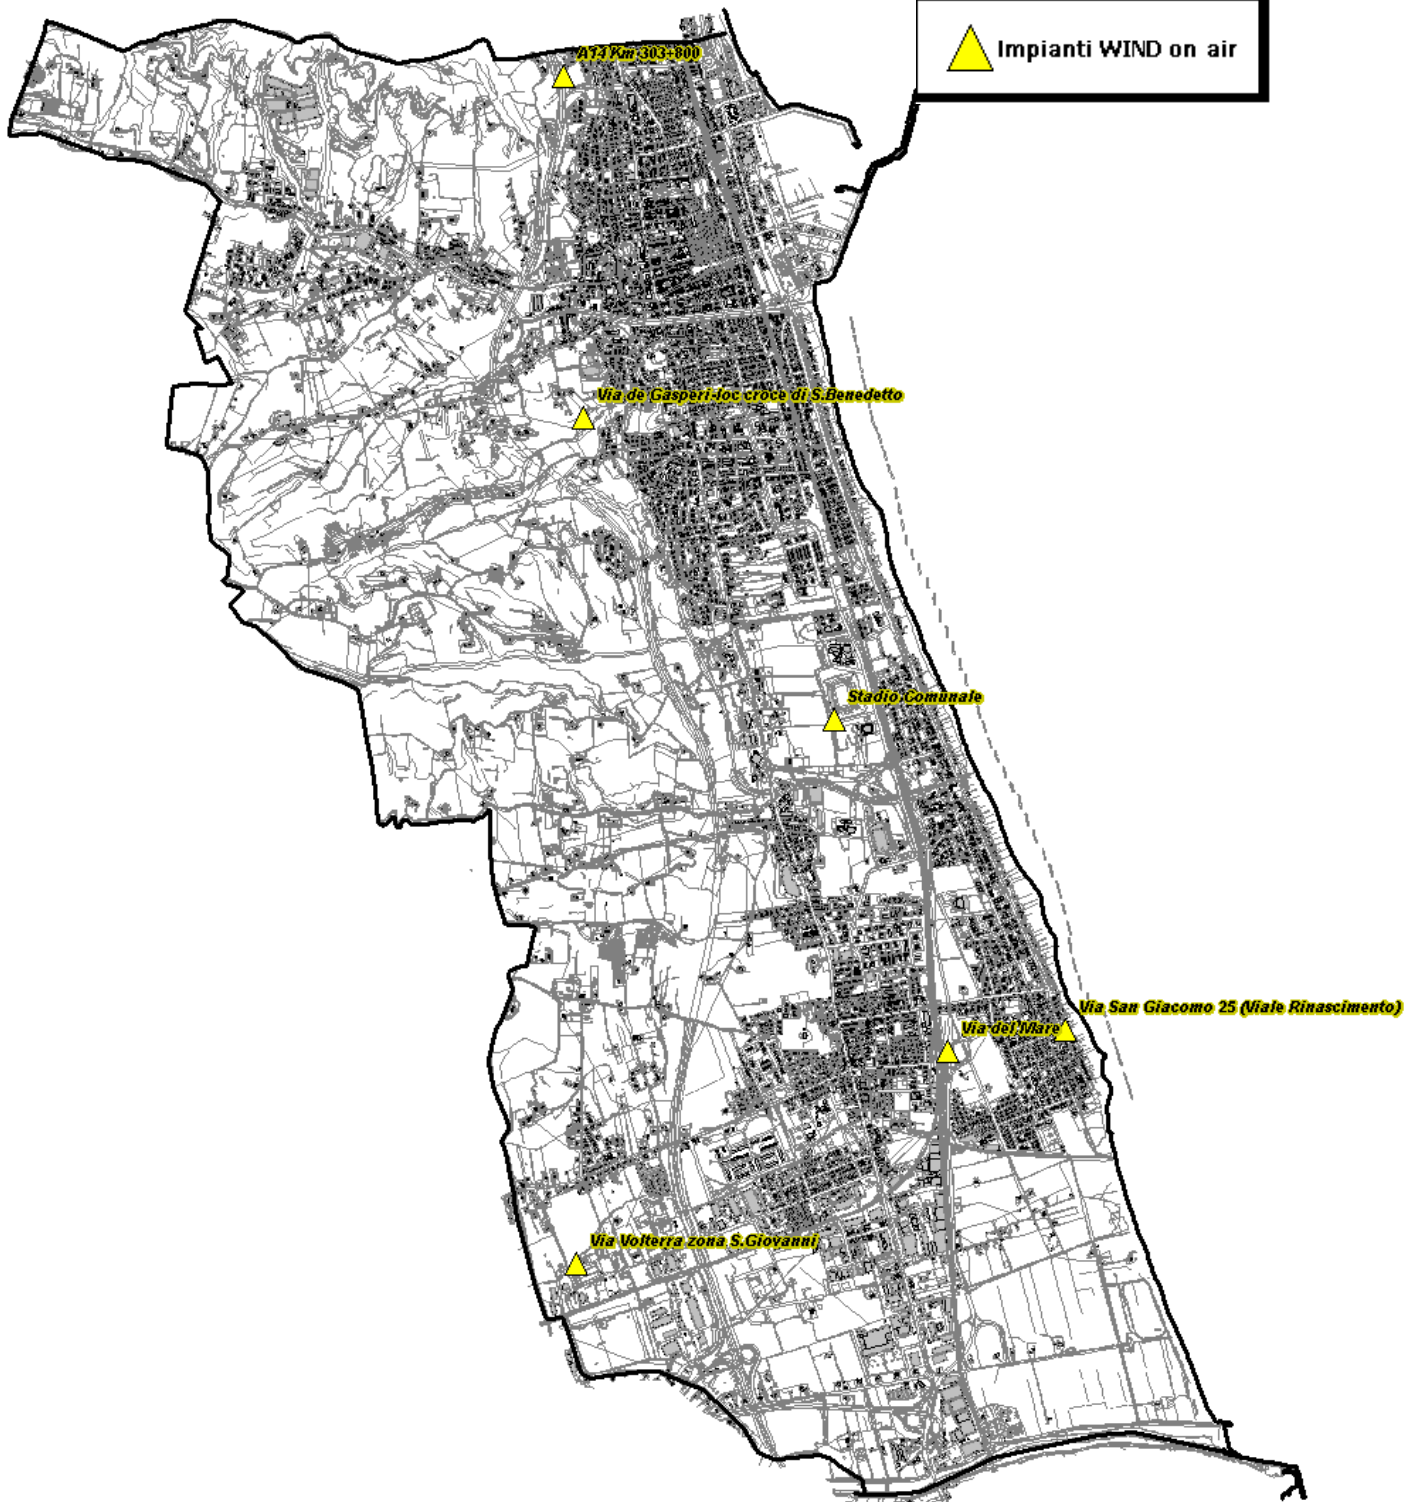 Impianti WIND on air
A14 Km 303+800
Via de Gasperi-loc croce di S.Benedetto
Stadio Comunale
Via San Giacomo 25 (Viale Rinascimento)
Via del Mare
Via Volterra zona S.Giovanni